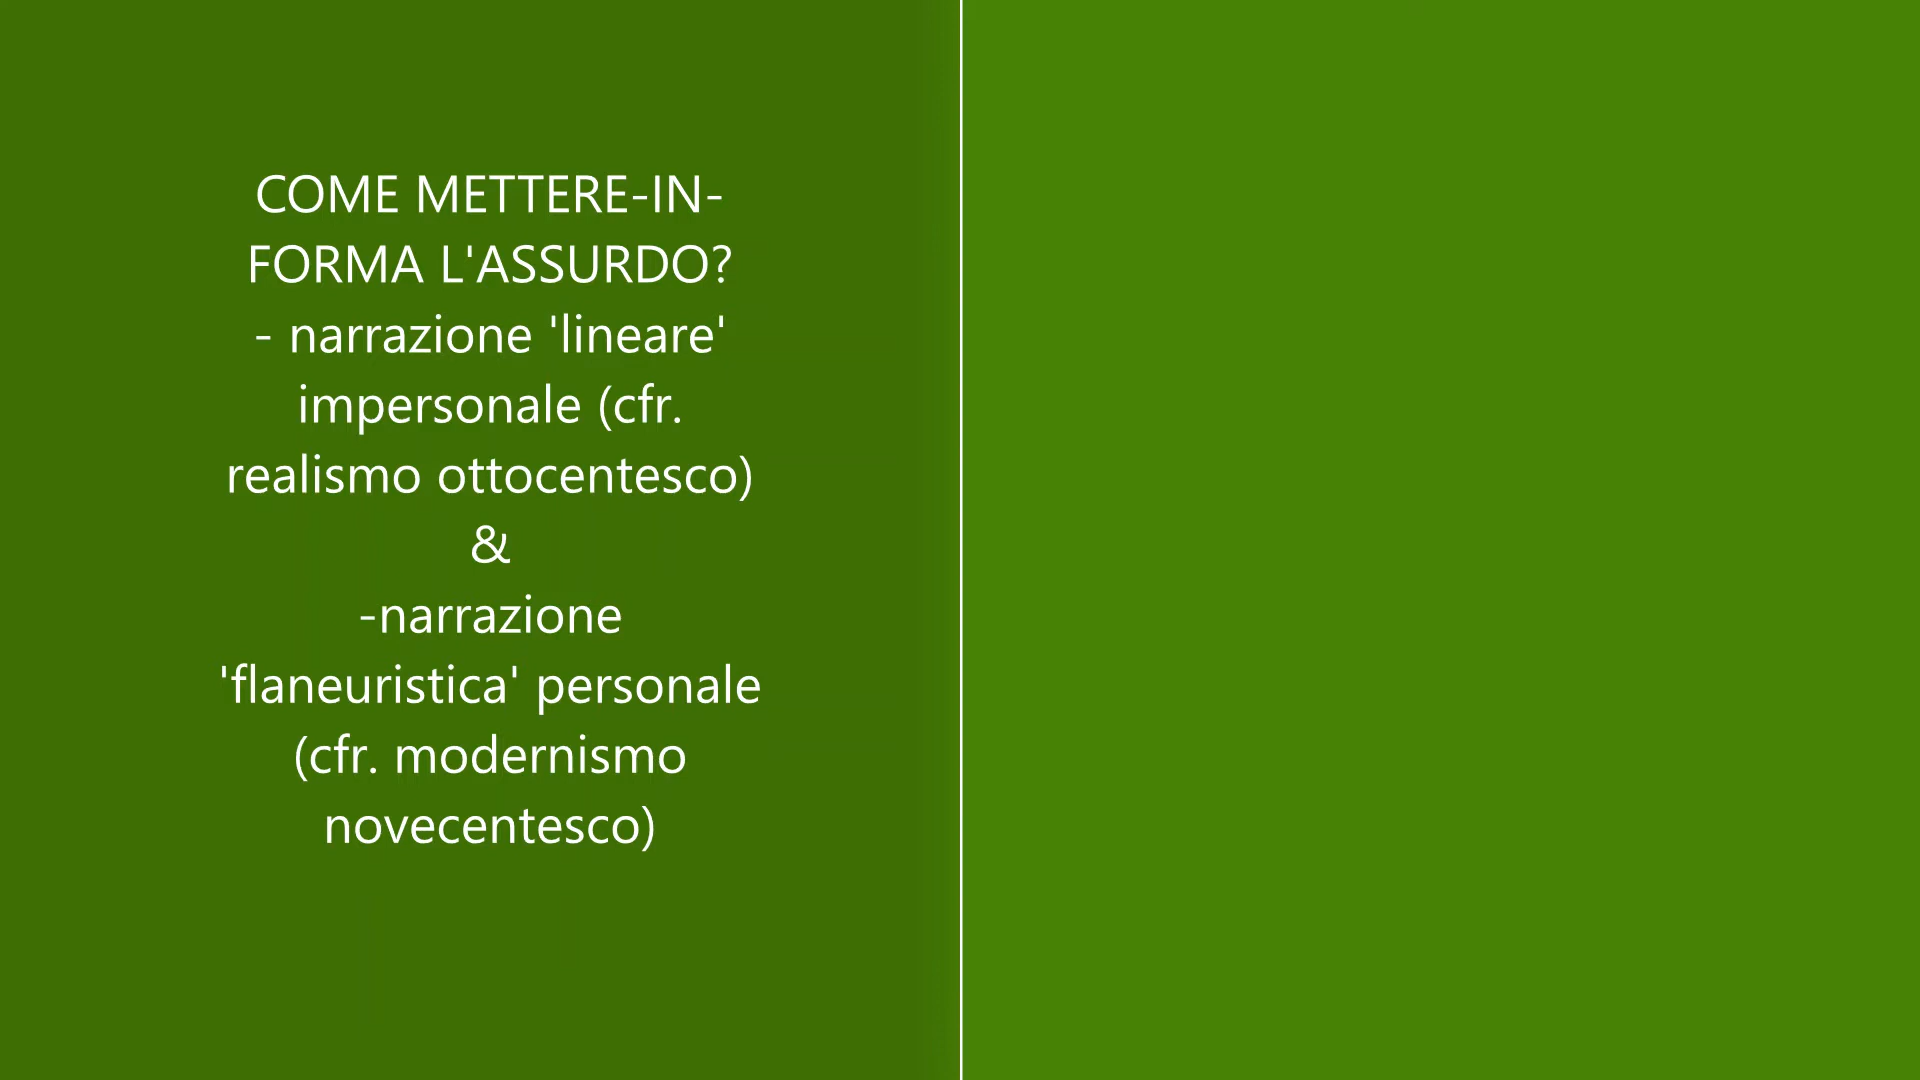 COME METTERE-IN-
FORMA L'ASSURDO?
- narrazione 'lineare'
impersonale (cfr.
realismo ottocentesco)
&
-narrazione
'flaneuristica' personale
(cfr. modernismo
novecentesco)